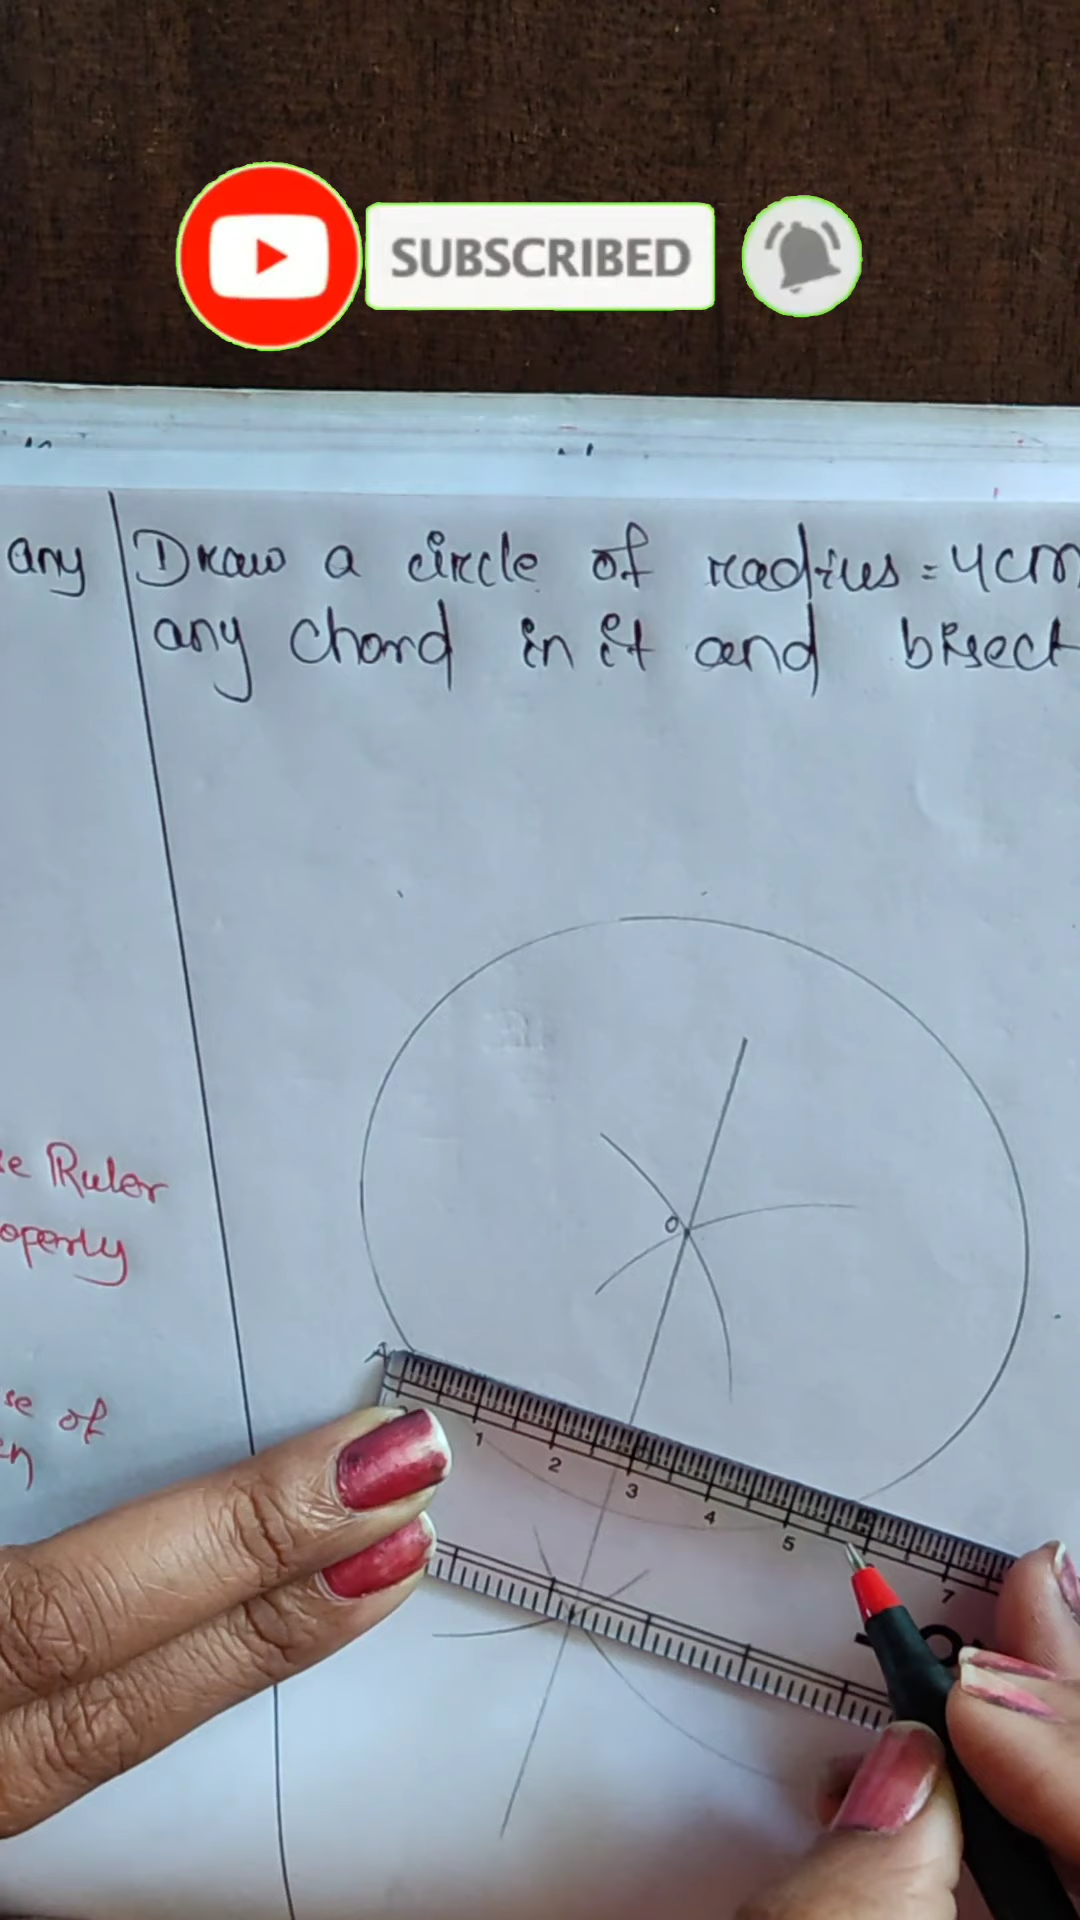 SUBSCRIBED
any
Draw a circle of radius = 4cm
any chord in it and bisect
Ruler
O
A
se of
1 2 3 4 5 7